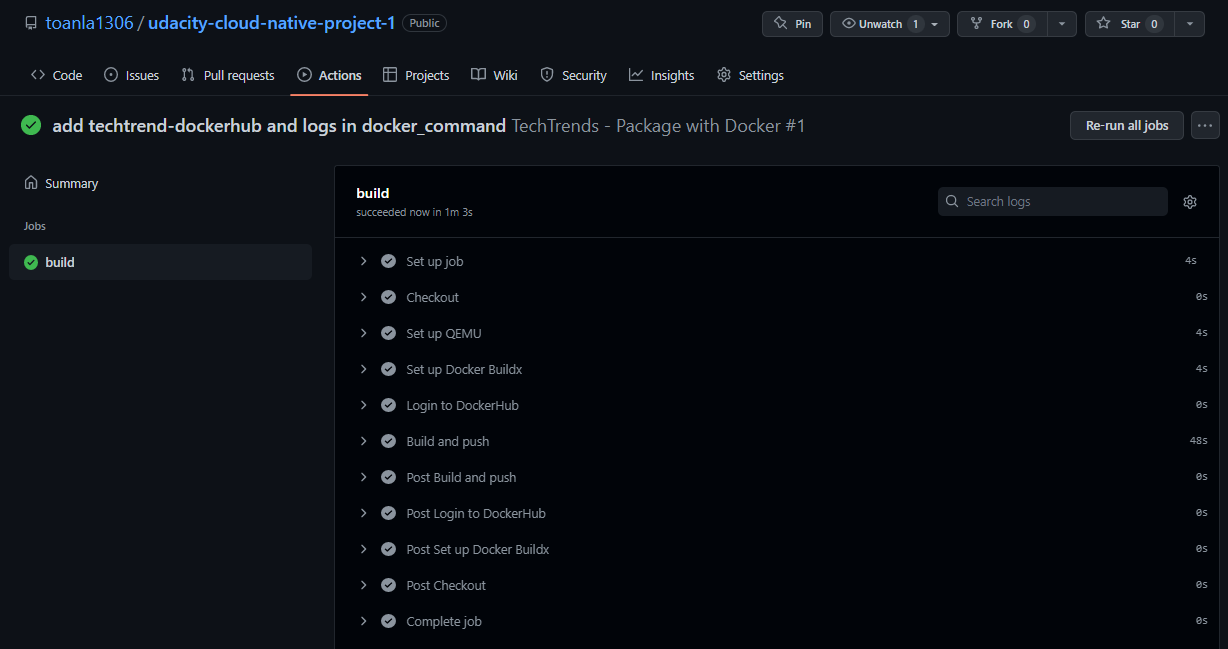 toanla1306 / udacity-cloud-native-project-1 Public Pin Unwatch 1 Fork 0 Star 0
Code Issues Pull requests Actions Projects Wiki Security Insights Settings
add techtrend-dockerhub and logs in docker_command TechTrends - Package with Docker #1 Re-run all jobs ...
Summary
Jobs
build
build
succeeded now in 1m 3s
Search logs
Set up job 4s
Checkout 0s
Set up QEMU 4s
Set up Docker Buildx 4s
Login to DockerHub 0s
Build and push 48s
Post Build and push 0s
Post Login to DockerHub 0s
Post Set up Docker Buildx 0s
Post Checkout 0s
Complete job 0s